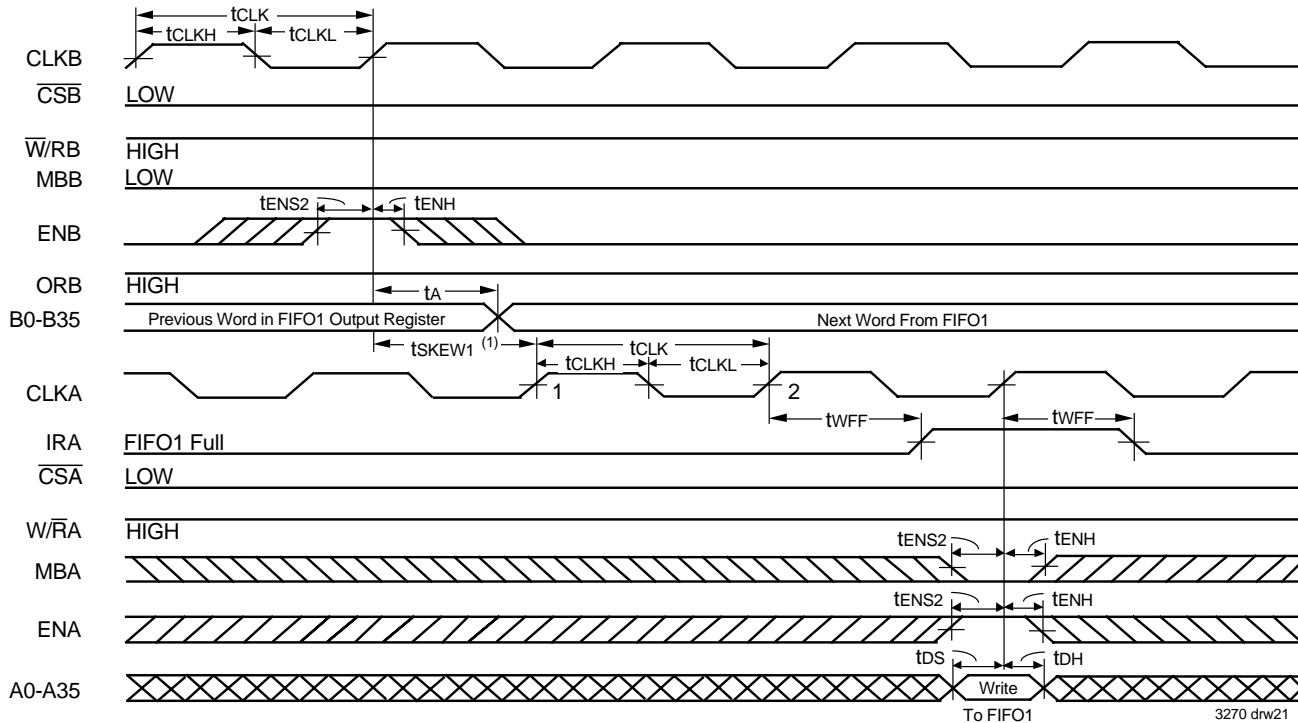 tCLK
tCLKH tCLKL
CLKB
CSB LOW
W/RB HIGH
MBB LOW
tENS2 tENH
ENB
ORB HIGH
tA
B0-B35 Previous Word in FIFO1 Output Register Next Word From FIFO1
tSKEW1 (1) tCLK
tCLKH tCLKL
CLKA 1 2
tWFF tWFF
IRA FIFO1 Full
CSA LOW
W/RA HIGH
tENS2 tENH
MBA
tENS2 tENH
ENA
tDS tDH
A0-A35 Write
To FIFO1
3270 drw21